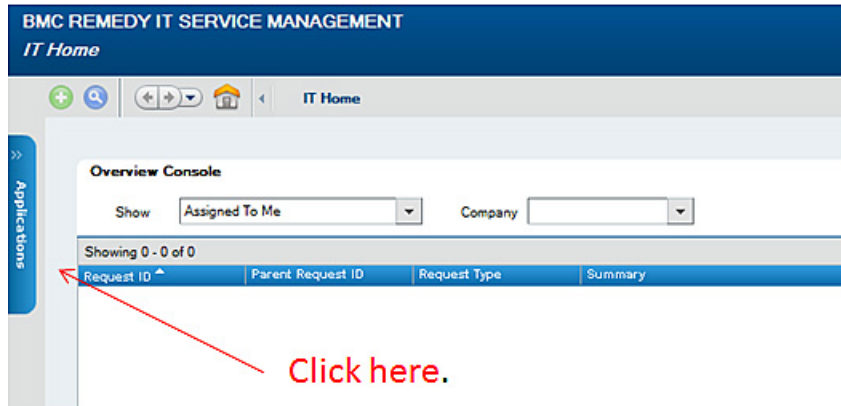 BMC REMEDY IT SERVICE MANAGEMENT
IT Home
IT Home
Applications
Overview Console
Show Assigned To Me Company
Showing 0 - 0 of 0
Request ID Parent Request ID Request Type Summary
Click here.